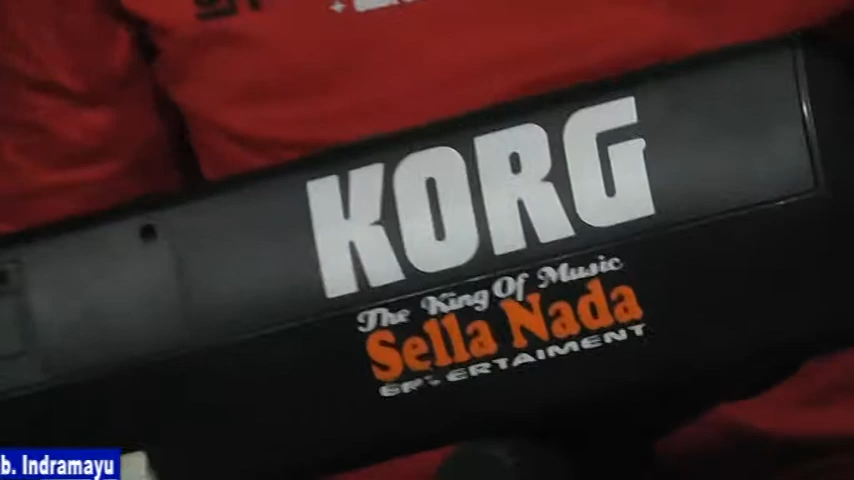 KORG
The King Of Music
Sella Nada
ENTERTAIMENT
b. Indramayu